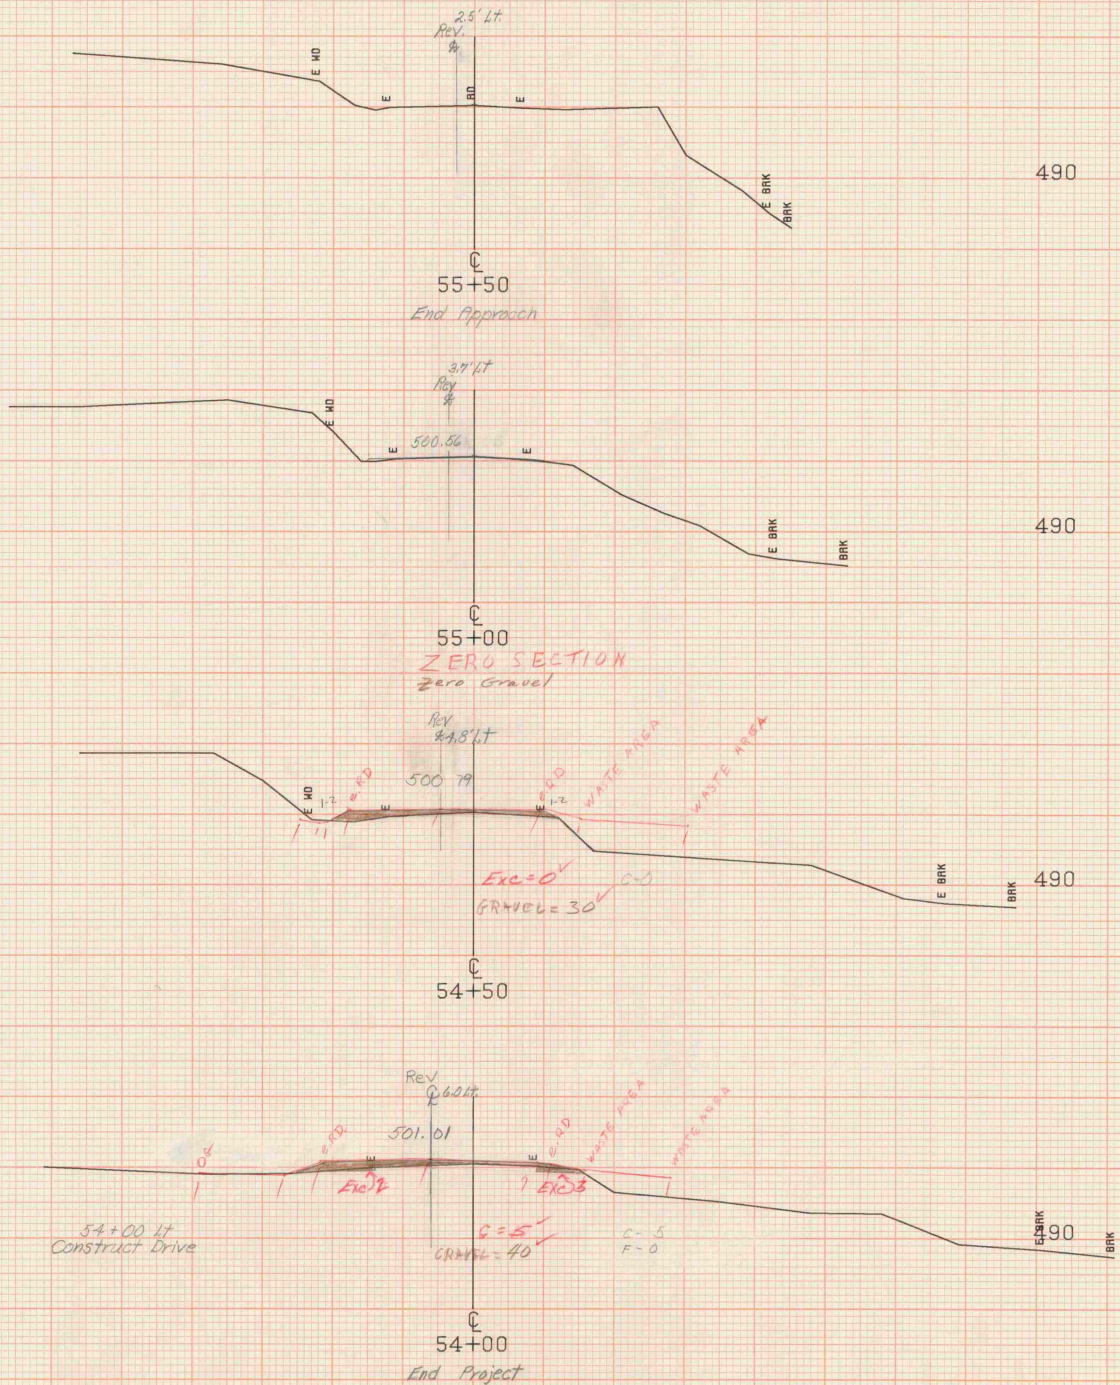 2.5' Lt.
Rev.
℄
E WD
E
RD
E
E BRK
BRK
490
℄
55+50
End Approach
3.7' Lt
Rev
℄
E WD
E
500.56
E
E BRK
BRK
490
℄
55+00
ZERO SECTION
Zero Gravel
Rev
℄ 4.8' Lt
500 79
E WD
1-2
e.RD
E
e.RD
E
1-2
WASTE AREA
WASTE AREA
Exc=0
C-0
GRAVEL=30
E BRK
BRK
490
℄
54+50
Rev
℄ 6.0 Lt.
501.01
e.RD
E
E
e.RD
WASTE AREA
WASTE AREA
Exc 2
Exc 3
54+00 Lt
Construct Drive
C=5
C-5
GRAVEL=40
F-0
E BRK
490
BRK
℄
54+00
End Project